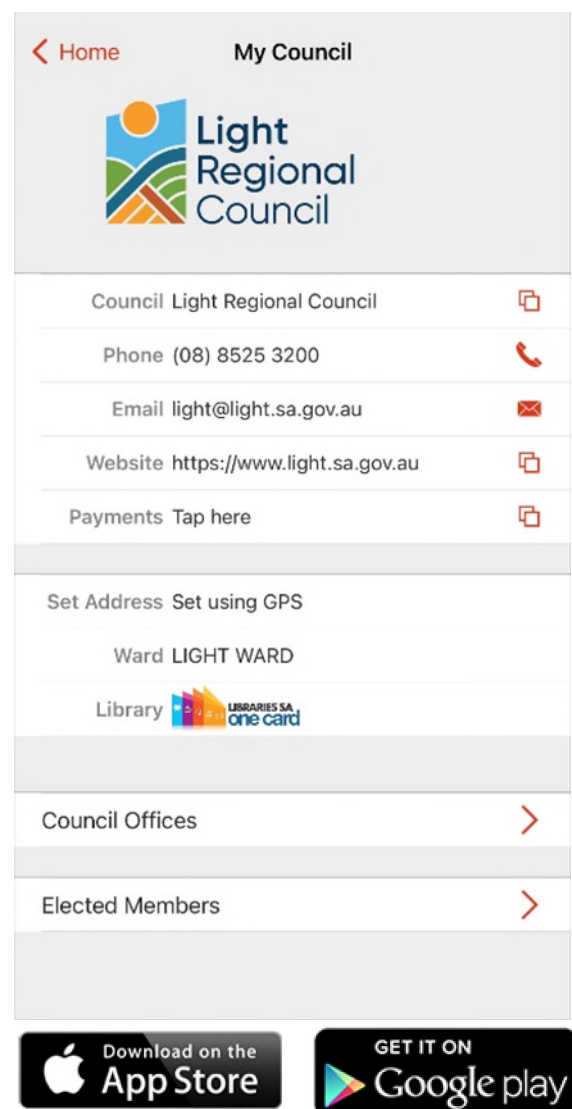 Home My Council
Light
Regional
Council
Council Light Regional Council
Phone (08) 8525 3200
Email light@light.sa.gov.au
Website https://www.light.sa.gov.au
Payments Tap here
Set Address Set using GPS
Ward LIGHT WARD
Library LIBRARIES SA
one card
Council Offices
Elected Members
Download on the
App Store
GET IT ON
Google play